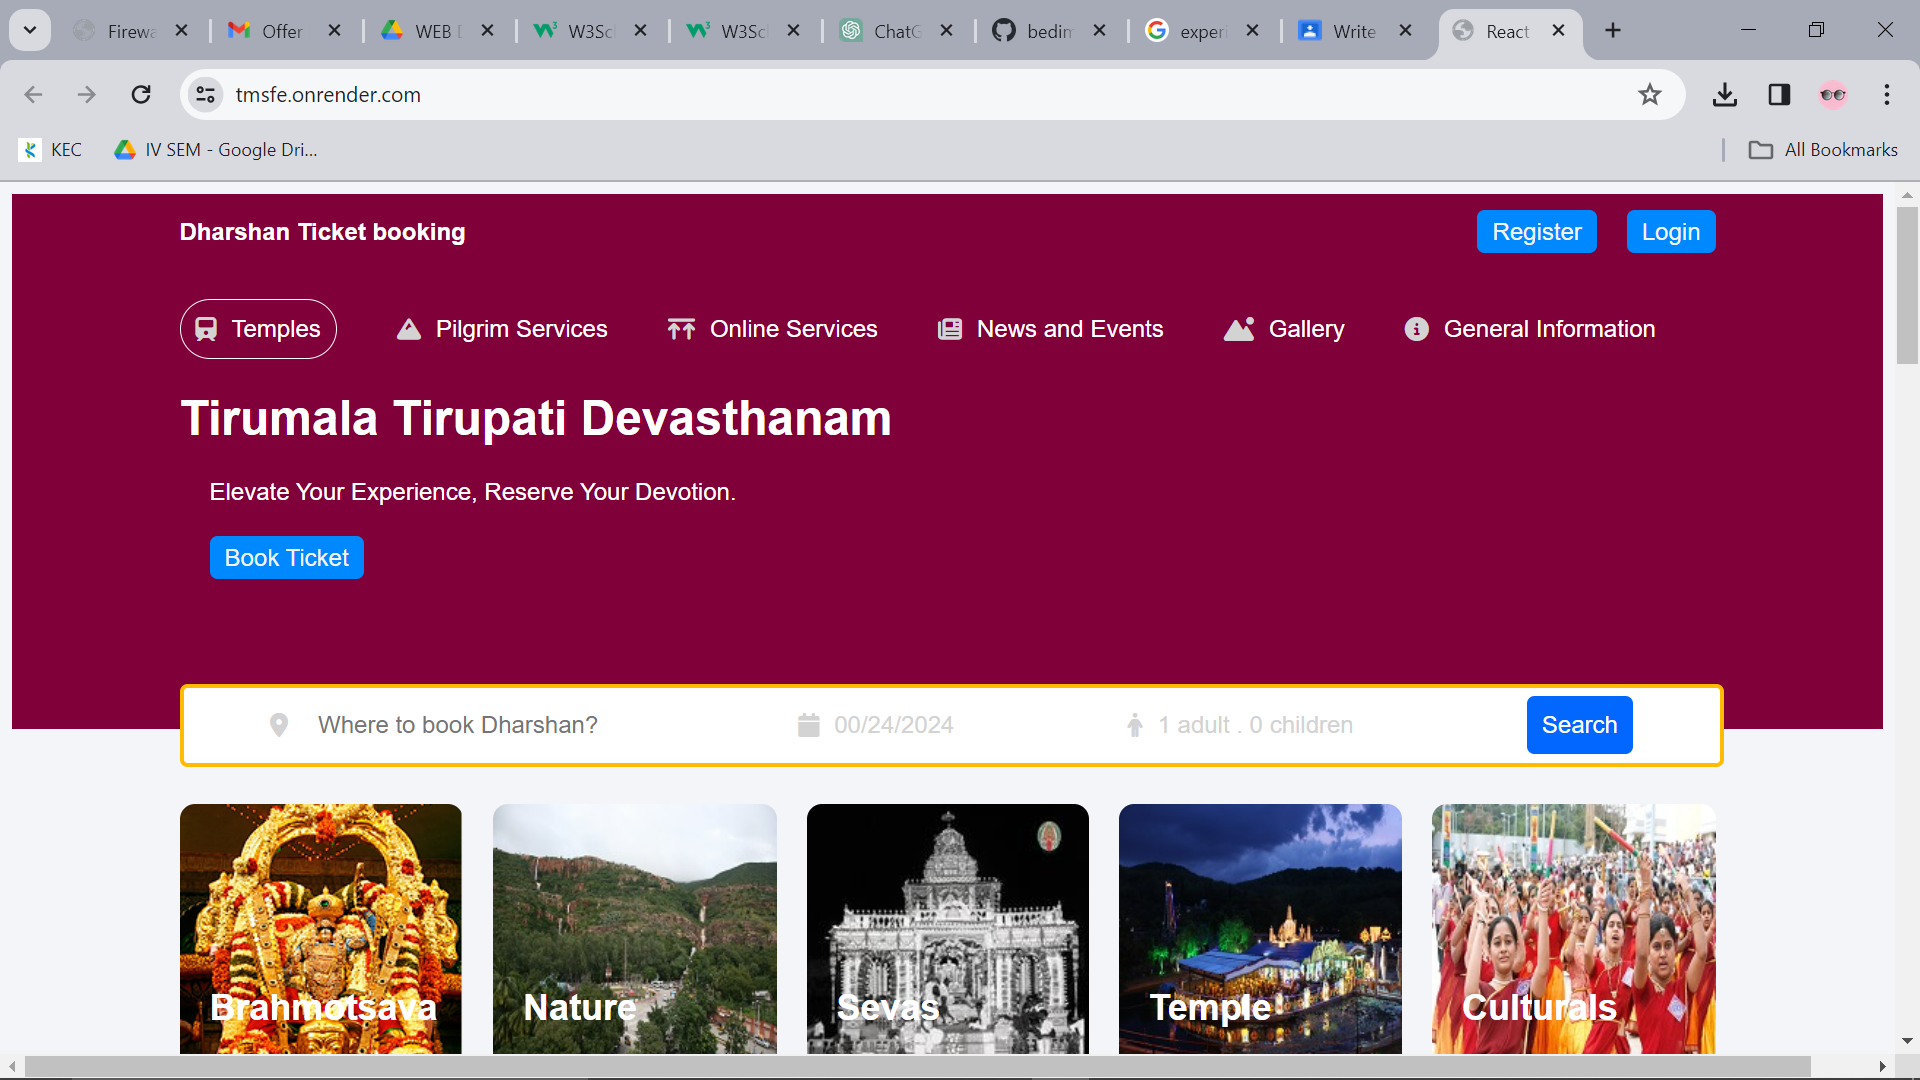 Firewa
Offer
WEB D
W3Sc
W3Sc
ChatG
bedim
experi
Write
React
tmsfe.onrender.com
KEC
IV SEM - Google Dri...
All Bookmarks
Dharshan Ticket booking
Register
Login
Temples
Pilgrim Services
Online Services
News and Events
Gallery
General Information
Tirumala Tirupati Devasthanam
Elevate Your Experience, Reserve Your Devotion.
Book Ticket
Where to book Dharshan?
00/24/2024
1 adult . 0 children
Search
Brahmotsava
Nature
Sevas
Temple
Culturals